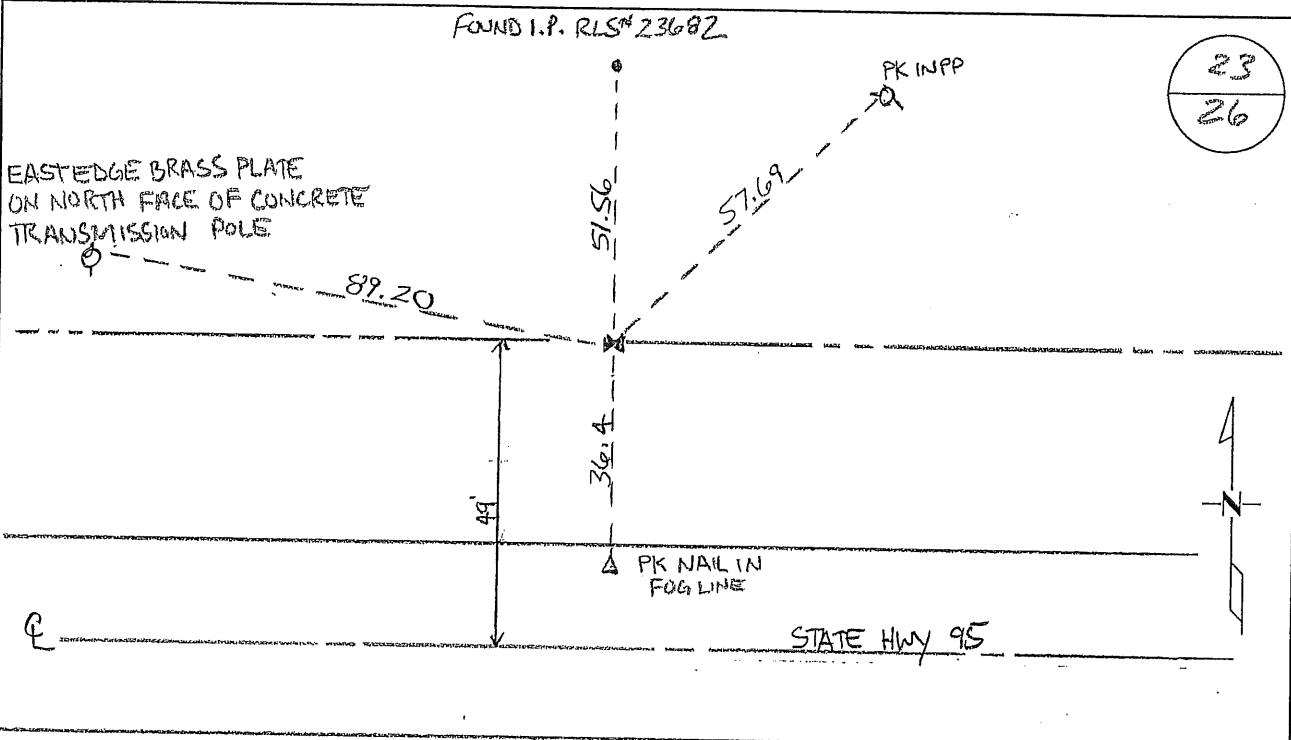 FOUND I.P. RLS# 23682
PK IN PP
23
26
EAST EDGE BRASS PLATE
ON NORTH FACE OF CONCRETE
TRANSMISSION POLE
51.56
57.69
89.20
36.4
49'
N
PK NAIL IN
FOG LINE
℄
STATE HWY 95